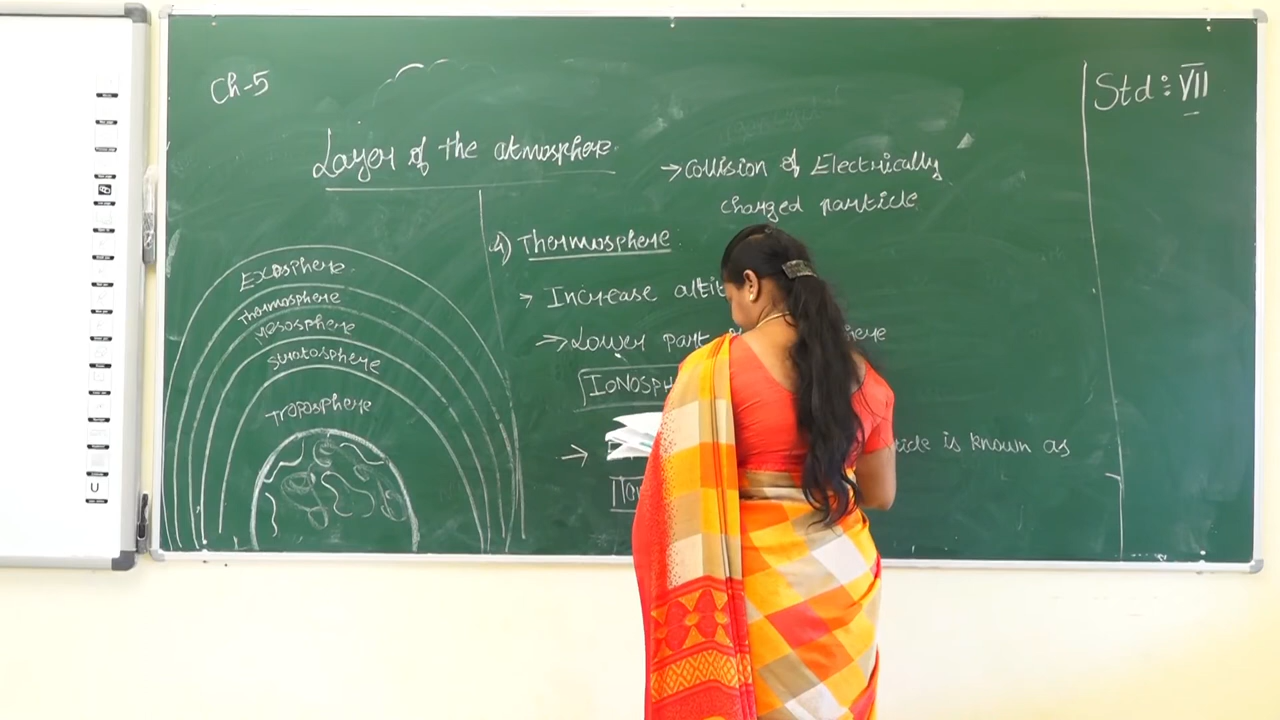 Ch-5
Std : VII
Layer of the atmosphere.
→ Collision of Electrically
charged particle
4) Thermosphere
> Increase
→ Lower part
→ is known as
Exosphere
Thermosphere
Mesosphere
Stratosphere
Troposphere